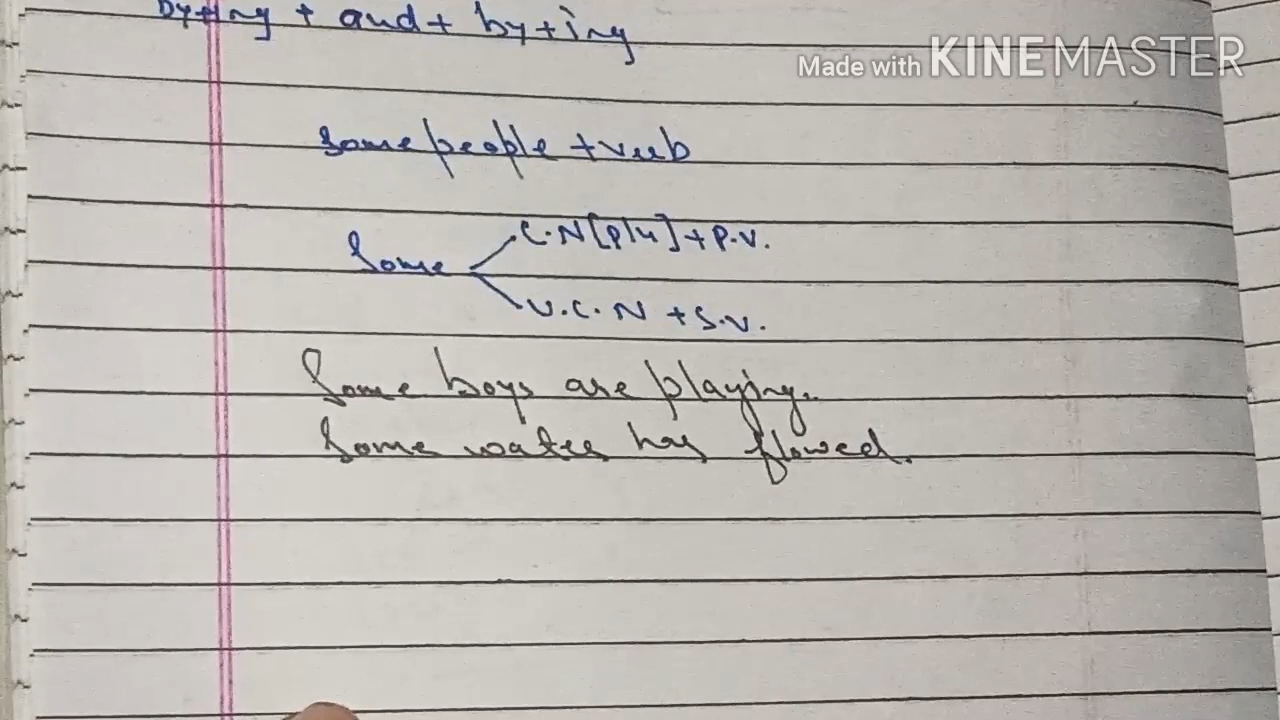 by+ing + and + by+ing
Made with KINEMASTER
Some people + verb
Some
C.N[plu]+P.V.
U.C.N +S.V.
Some boys are playing.
Some water has flowed.